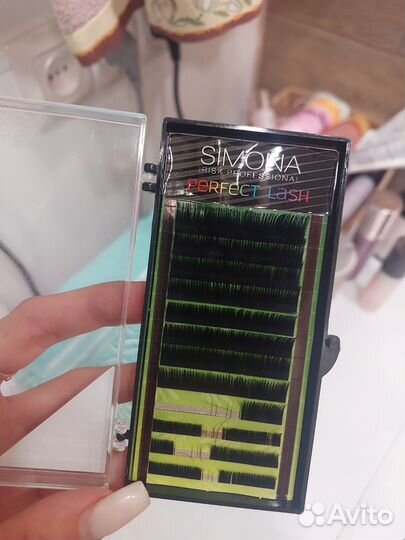 SIMONA
IRISK PROFESSIONAL
PERFECT LASH
Avito